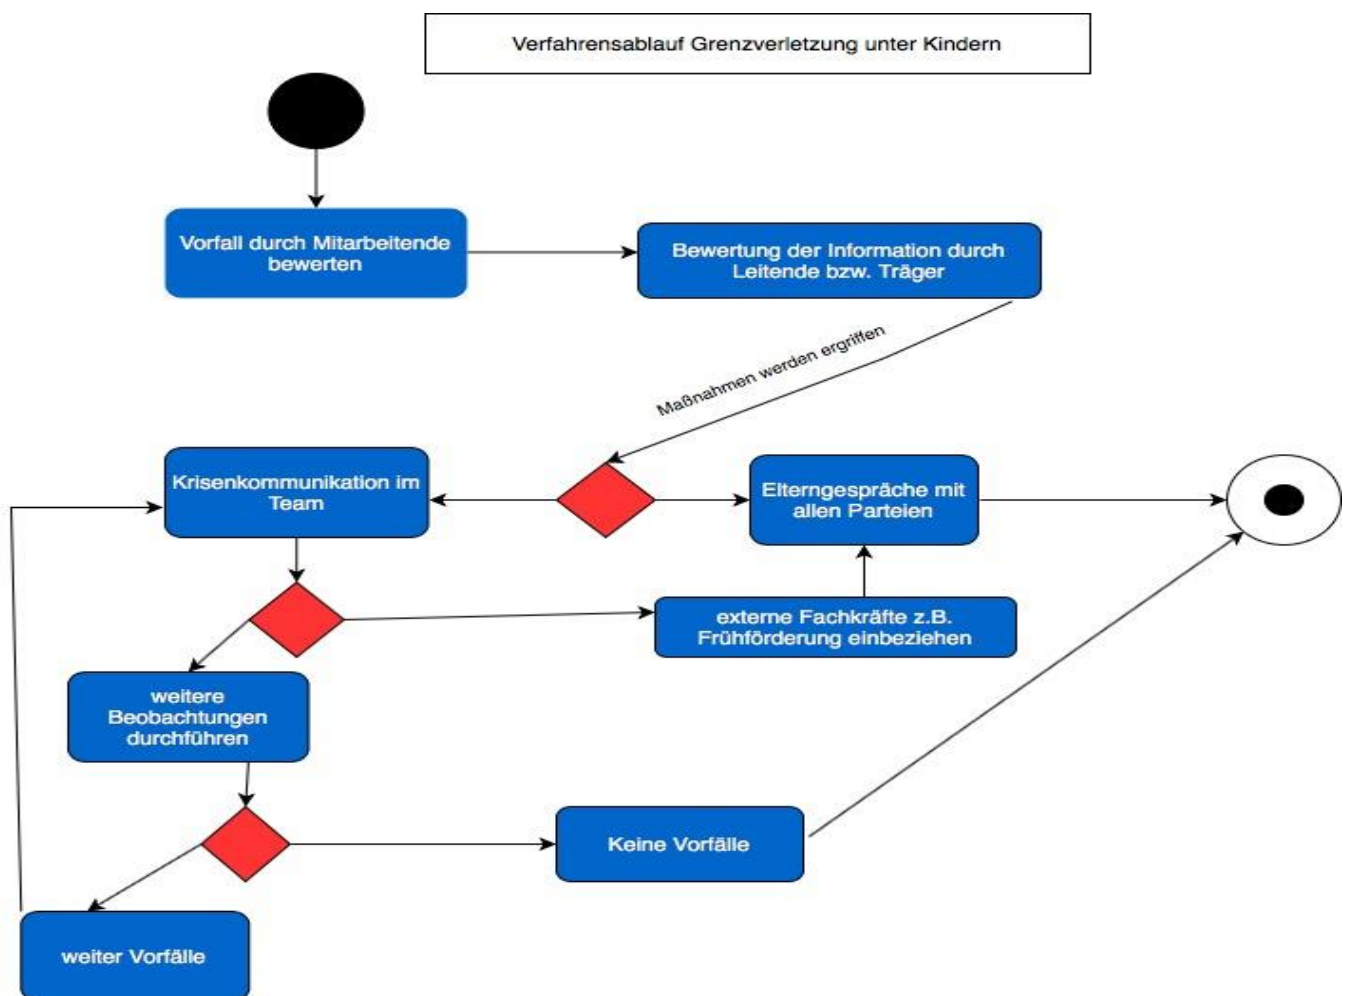 Verfahrensablauf Grenzverletzung unter Kindern
Vorfall durch Mitarbeitende
bewerten
Bewertung der Information durch
Leitende bzw. Träger
Maßnahmen werden ergriffen
Krisenkommunikation im
Team
Elterngespräche mit
allen Parteien
externe Fachkräfte z.B.
Frühförderung einbeziehen
weitere
Beobachtungen
durchführen
Keine Vorfälle
weiter Vorfälle